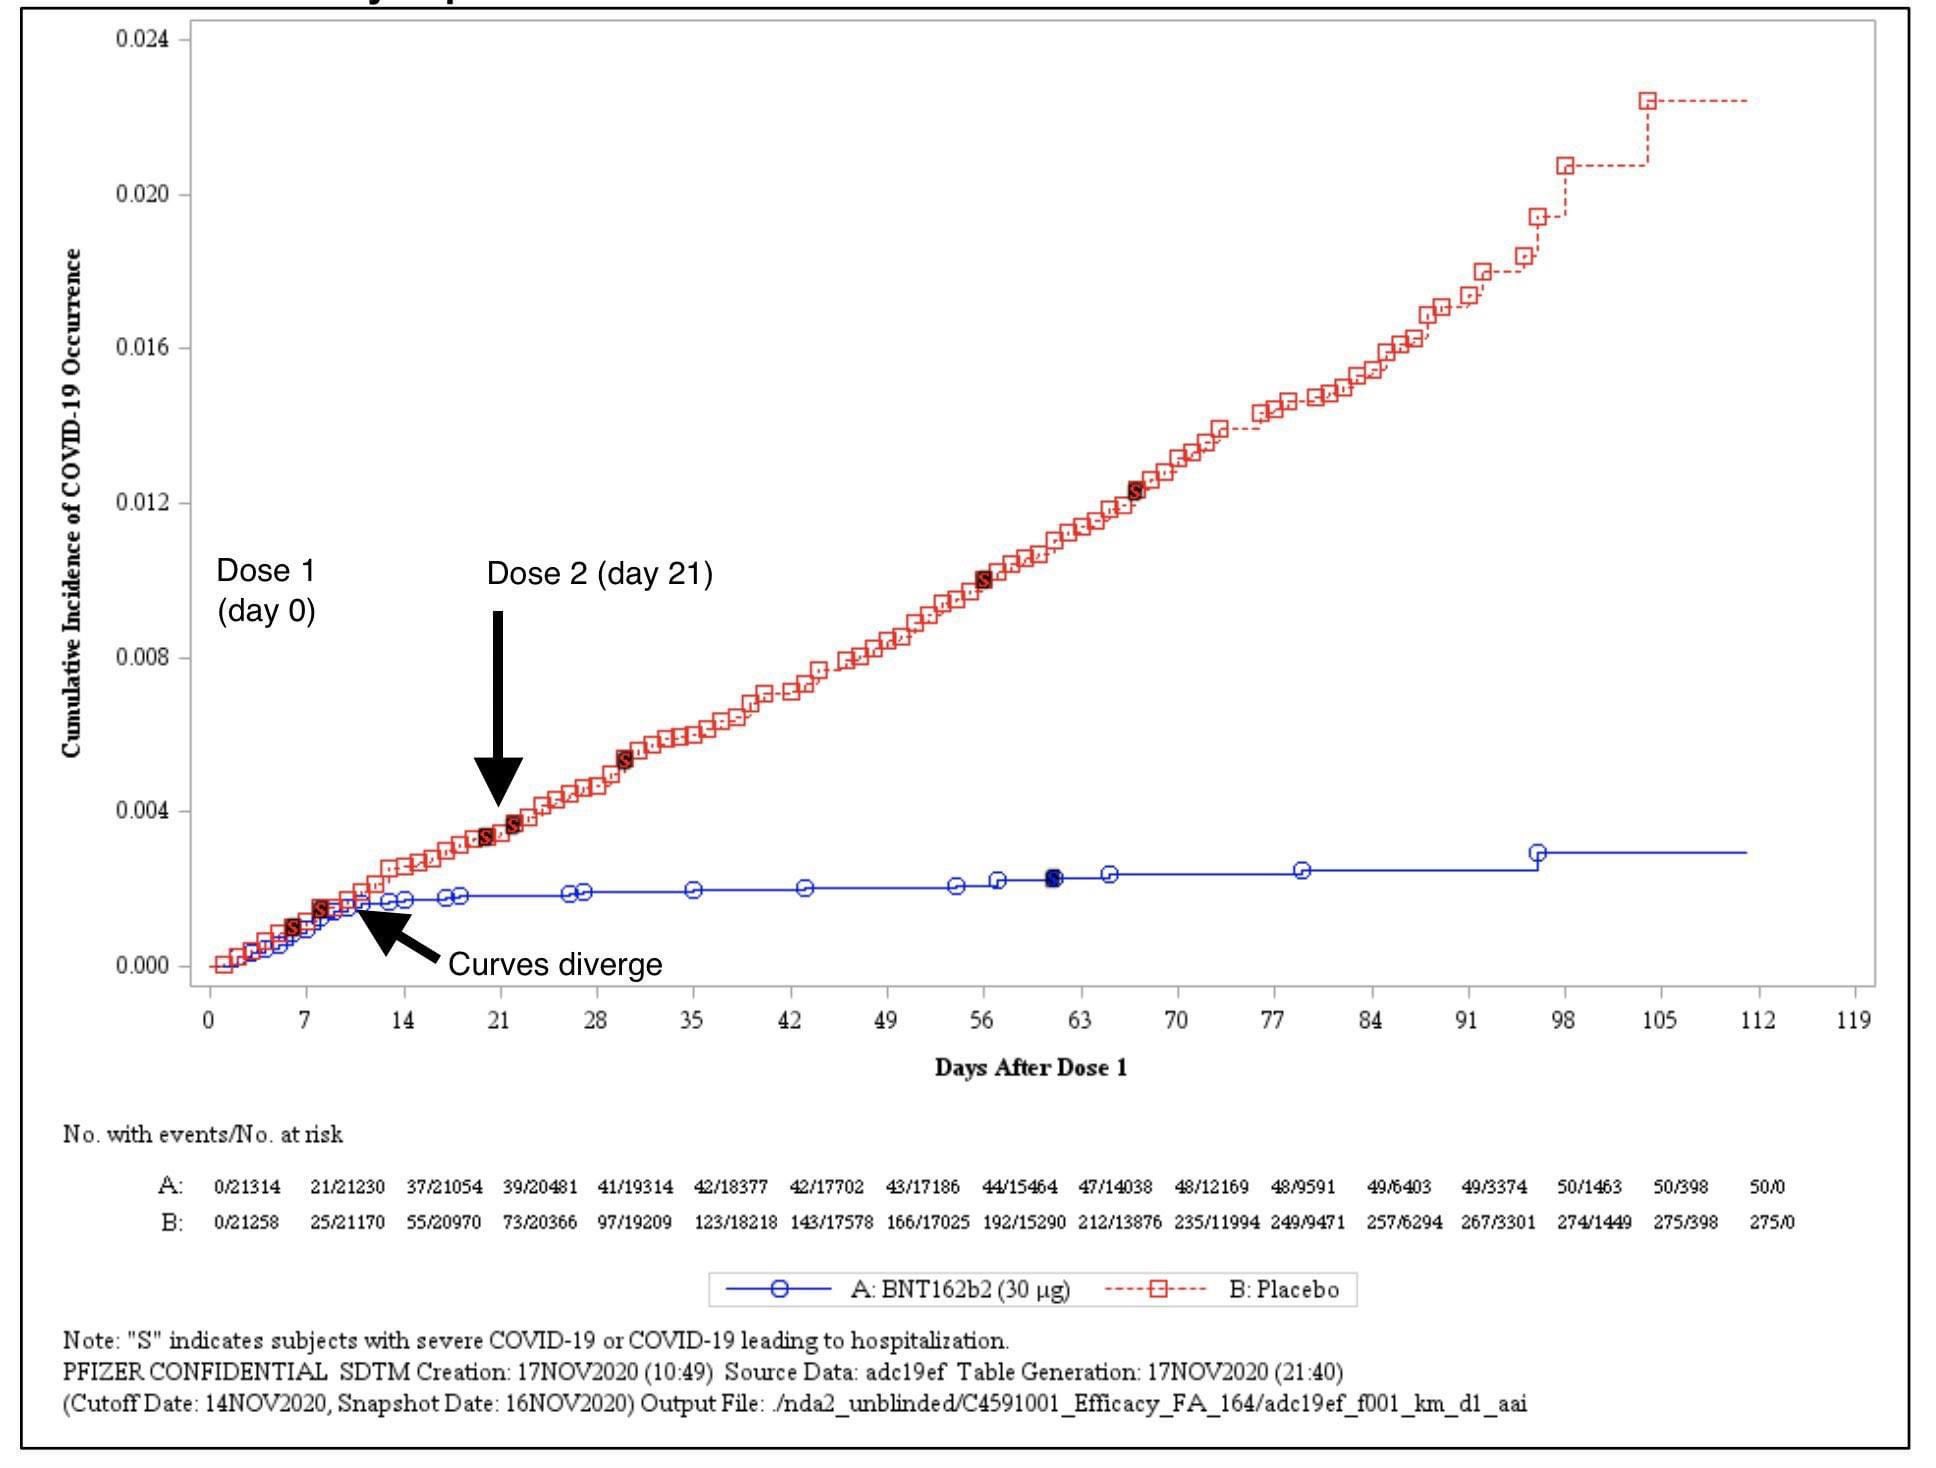 0.024
0.020
0.016
0.012
0.008
0.004
0.000
Cumulative Incidence of COVID-19 Occurrence
Dose 1
(day 0)
Dose 2 (day 21)
Curves diverge
S
S
S
S
S
S
S
S
0 7 14 21 28 35 42 49 56 63 70 77 84 91 98 105 112 119
Days After Dose 1
No. with events/No. at risk
A: 0/21314 21/21230 37/21054 39/20481 41/19314 42/18377 42/17702 43/17186 44/15464 47/14038 48/12169 48/9591 49/6403 49/3374 50/1463 50/398 50/0
B: 0/21258 25/21170 55/20970 73/20366 97/19209 123/18218 143/17578 166/17025 192/15290 212/13876 235/11994 249/9471 257/6294 267/3301 274/1449 275/398 275/0
A: BNT162b2 (30 μg) B: Placebo
Note: "S" indicates subjects with severe COVID-19 or COVID-19 leading to hospitalization.
PFIZER CONFIDENTIAL SDTM Creation: 17NOV2020 (10:49) Source Data: adc19ef Table Generation: 17NOV2020 (21:40)
(Cutoff Date: 14NOV2020, Snapshot Date: 16NOV2020) Output File: ./nda2_unblinded/C4591001_Efficacy_FA_164/adc19ef_f001_km_d1_aai